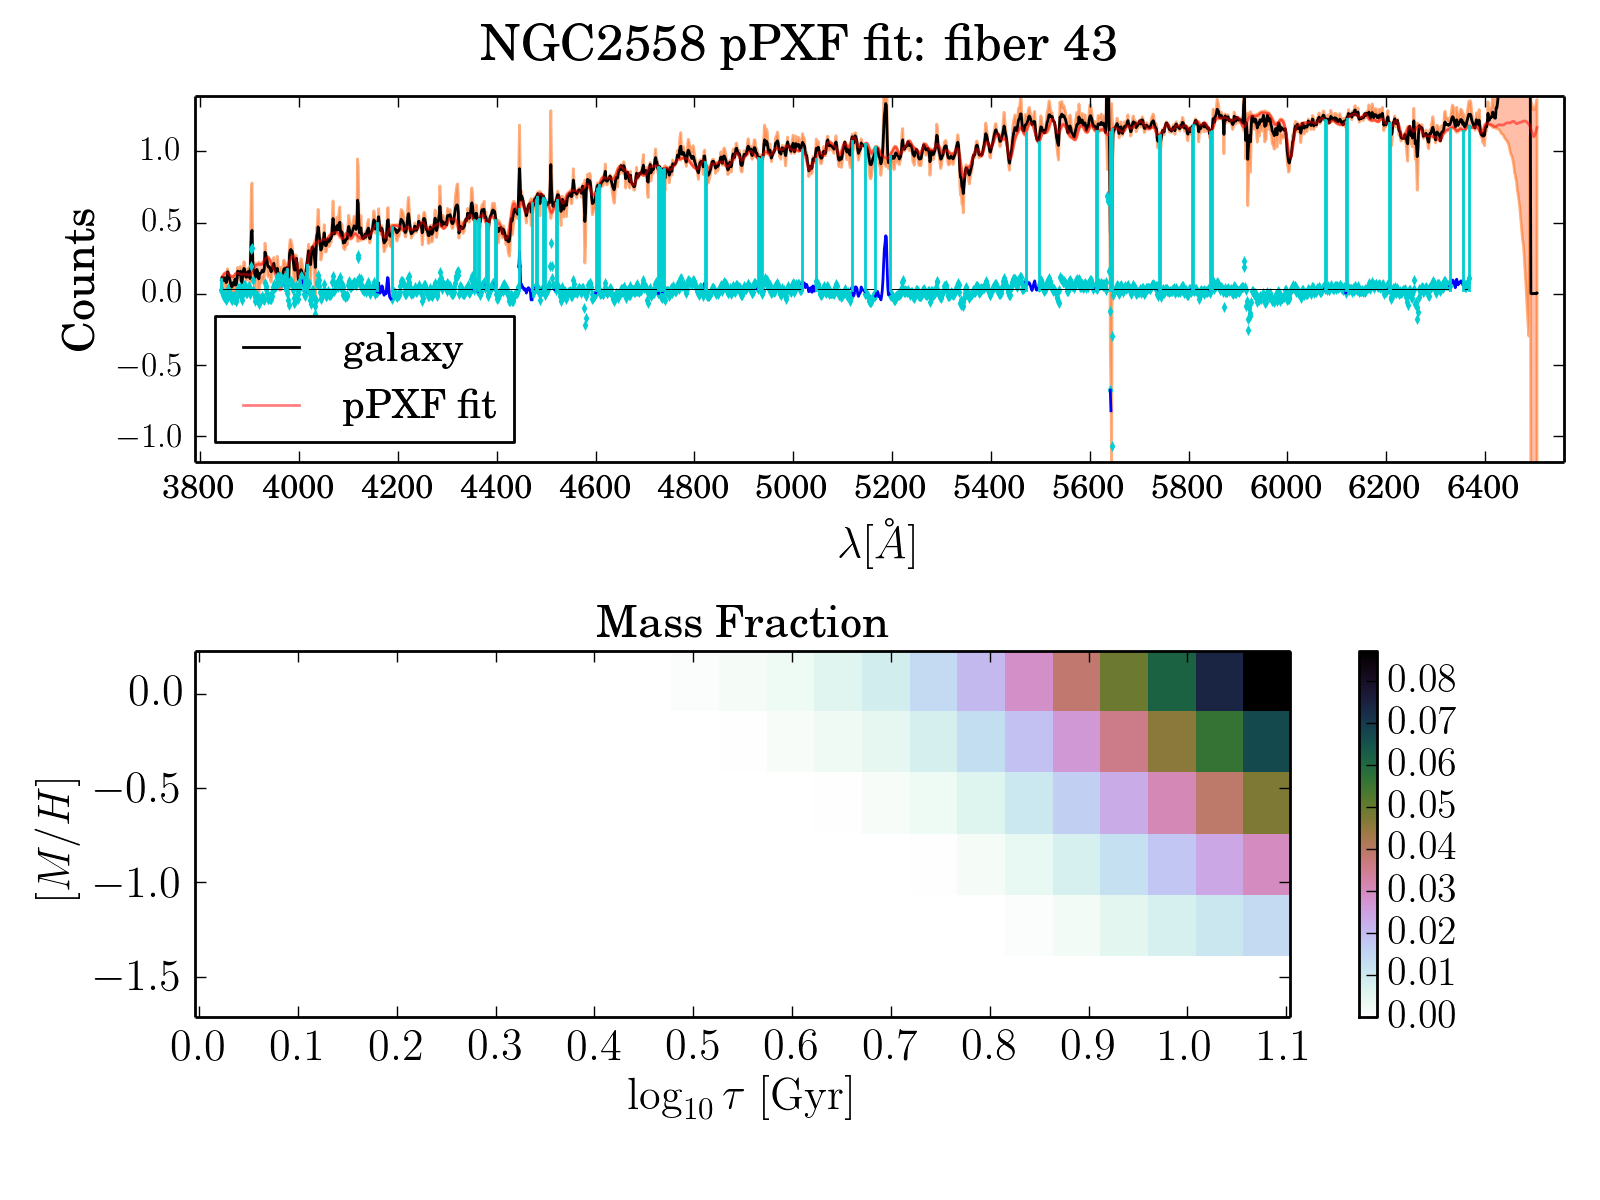 NGC2558 pPXF fit: fiber 43
Counts
1.0
0.5
0.0
−0.5
−1.0
galaxy
pPXF fit
3800 4000 4200 4400 4600 4800 5000 5200 5400 5600 5800 6000 6200 6400
λ[Å]
Mass Fraction
[M/H]
0.0
−0.5
−1.0
−1.5
0.0 0.1 0.2 0.3 0.4 0.5 0.6 0.7 0.8 0.9 1.0 1.1
log₁₀ τ [Gyr]
0.08
0.07
0.06
0.05
0.04
0.03
0.02
0.01
0.00